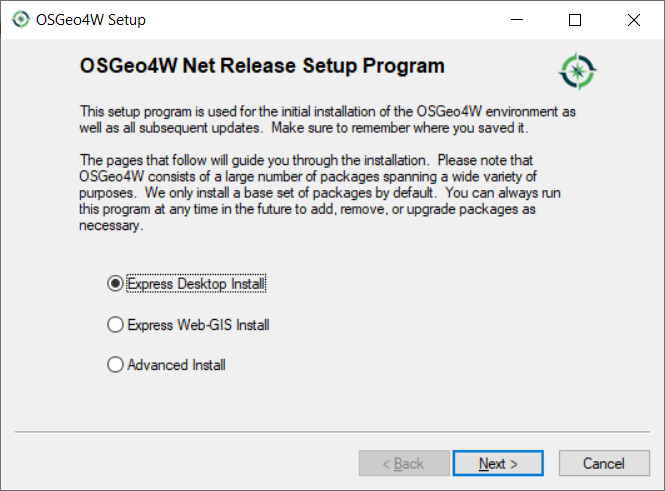 OSGeo4W Setup
OSGeo4W Net Release Setup Program
This setup program is used for the initial installation of the OSGeo4W environment as
well as all subsequent updates.  Make sure to remember where you saved it.
The pages that follow will guide you through the installation.  Please note that
OSGeo4W consists of a large number of packages spanning a wide variety of
purposes.  We only install a base set of packages by default.  You can always run
this program at any time in the future to add, remove, or upgrade packages as
necessary.
Express Desktop Install
Express Web-GIS Install
Advanced Install
< Back Next > Cancel